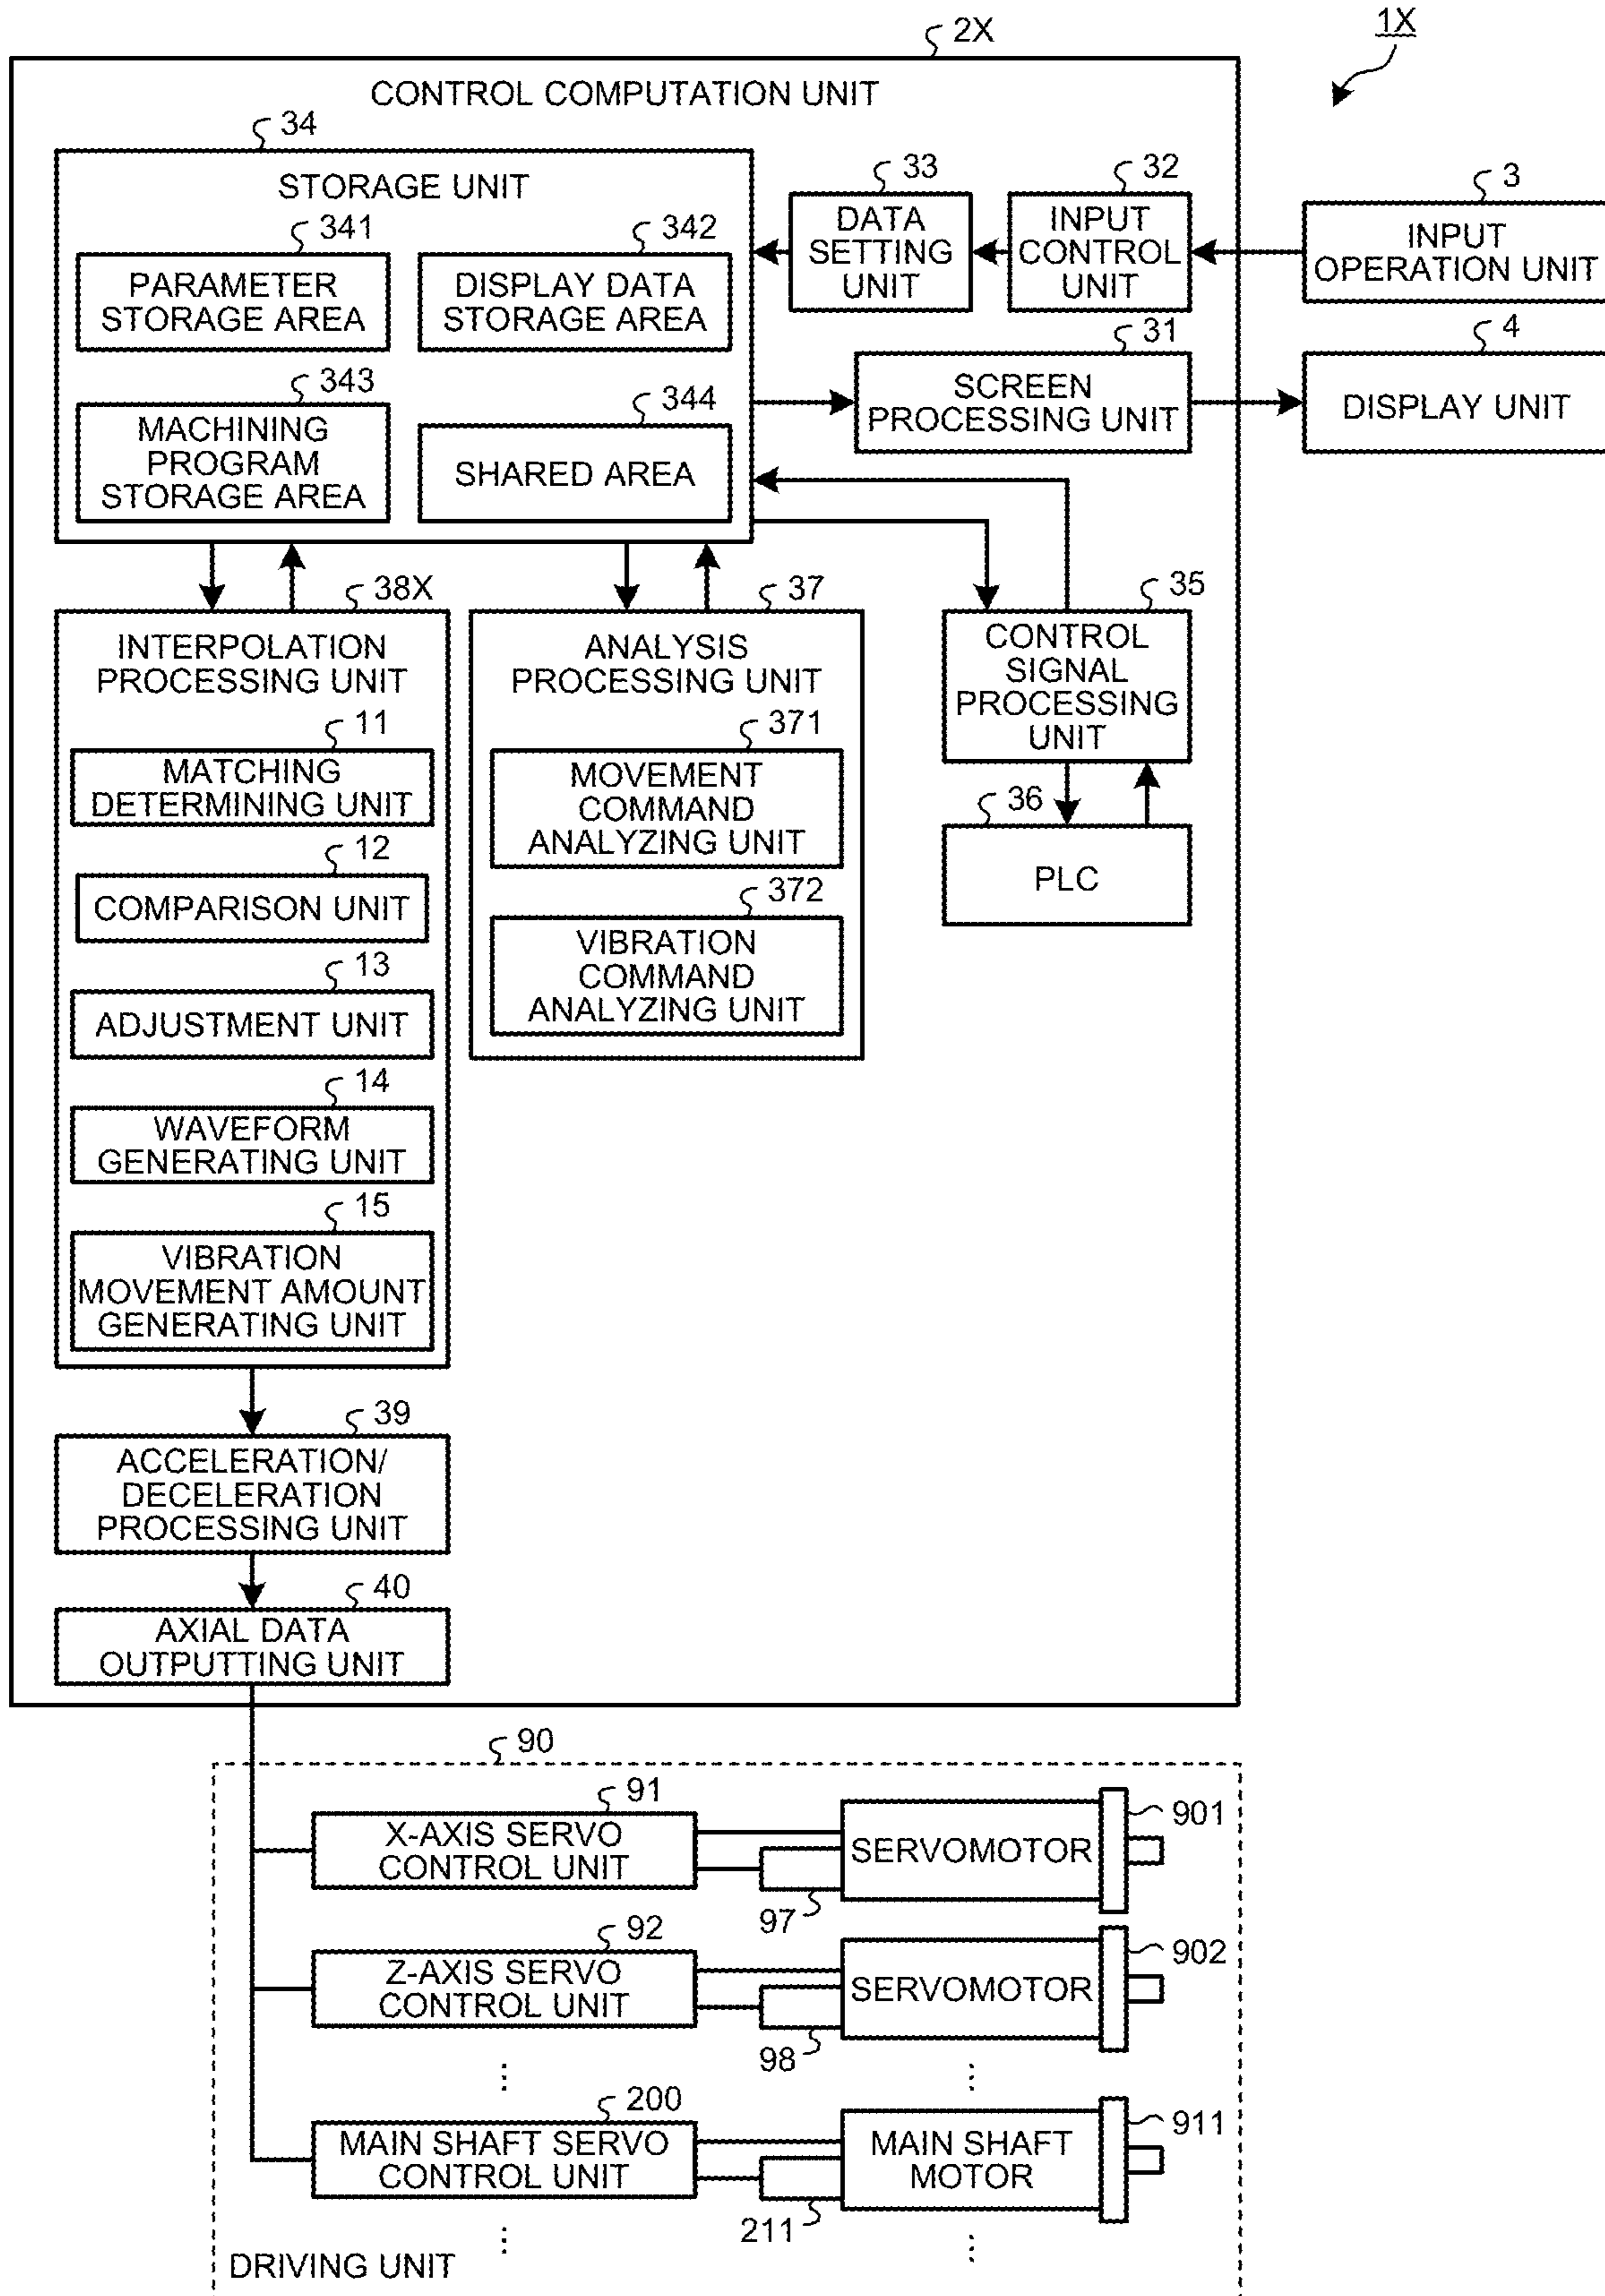 1X
2X
CONTROL COMPUTATION UNIT
34
STORAGE UNIT
341
PARAMETER
STORAGE AREA
342
DISPLAY DATA
STORAGE AREA
343
MACHINING
PROGRAM
STORAGE AREA
344
SHARED AREA
33
DATA
SETTING
UNIT
32
INPUT
CONTROL
UNIT
3
INPUT
OPERATION UNIT
31
SCREEN
PROCESSING UNIT
4
DISPLAY UNIT
38X
INTERPOLATION
PROCESSING UNIT
11
MATCHING
DETERMINING UNIT
12
COMPARISON UNIT
13
ADJUSTMENT UNIT
14
WAVEFORM
GENERATING UNIT
15
VIBRATION
MOVEMENT AMOUNT
GENERATING UNIT
37
ANALYSIS
PROCESSING UNIT
371
MOVEMENT
COMMAND
ANALYZING UNIT
372
VIBRATION
COMMAND
ANALYZING UNIT
35
CONTROL
SIGNAL
PROCESSING
UNIT
36
PLC
39
ACCELERATION/
DECELERATION
PROCESSING UNIT
40
AXIAL DATA
OUTPUTTING UNIT
90
91
X-AXIS SERVO
CONTROL UNIT
97
SERVOMOTOR
901
92
Z-AXIS SERVO
CONTROL UNIT
98
SERVOMOTOR
902
200
MAIN SHAFT SERVO
CONTROL UNIT
211
MAIN SHAFT
MOTOR
911
DRIVING UNIT